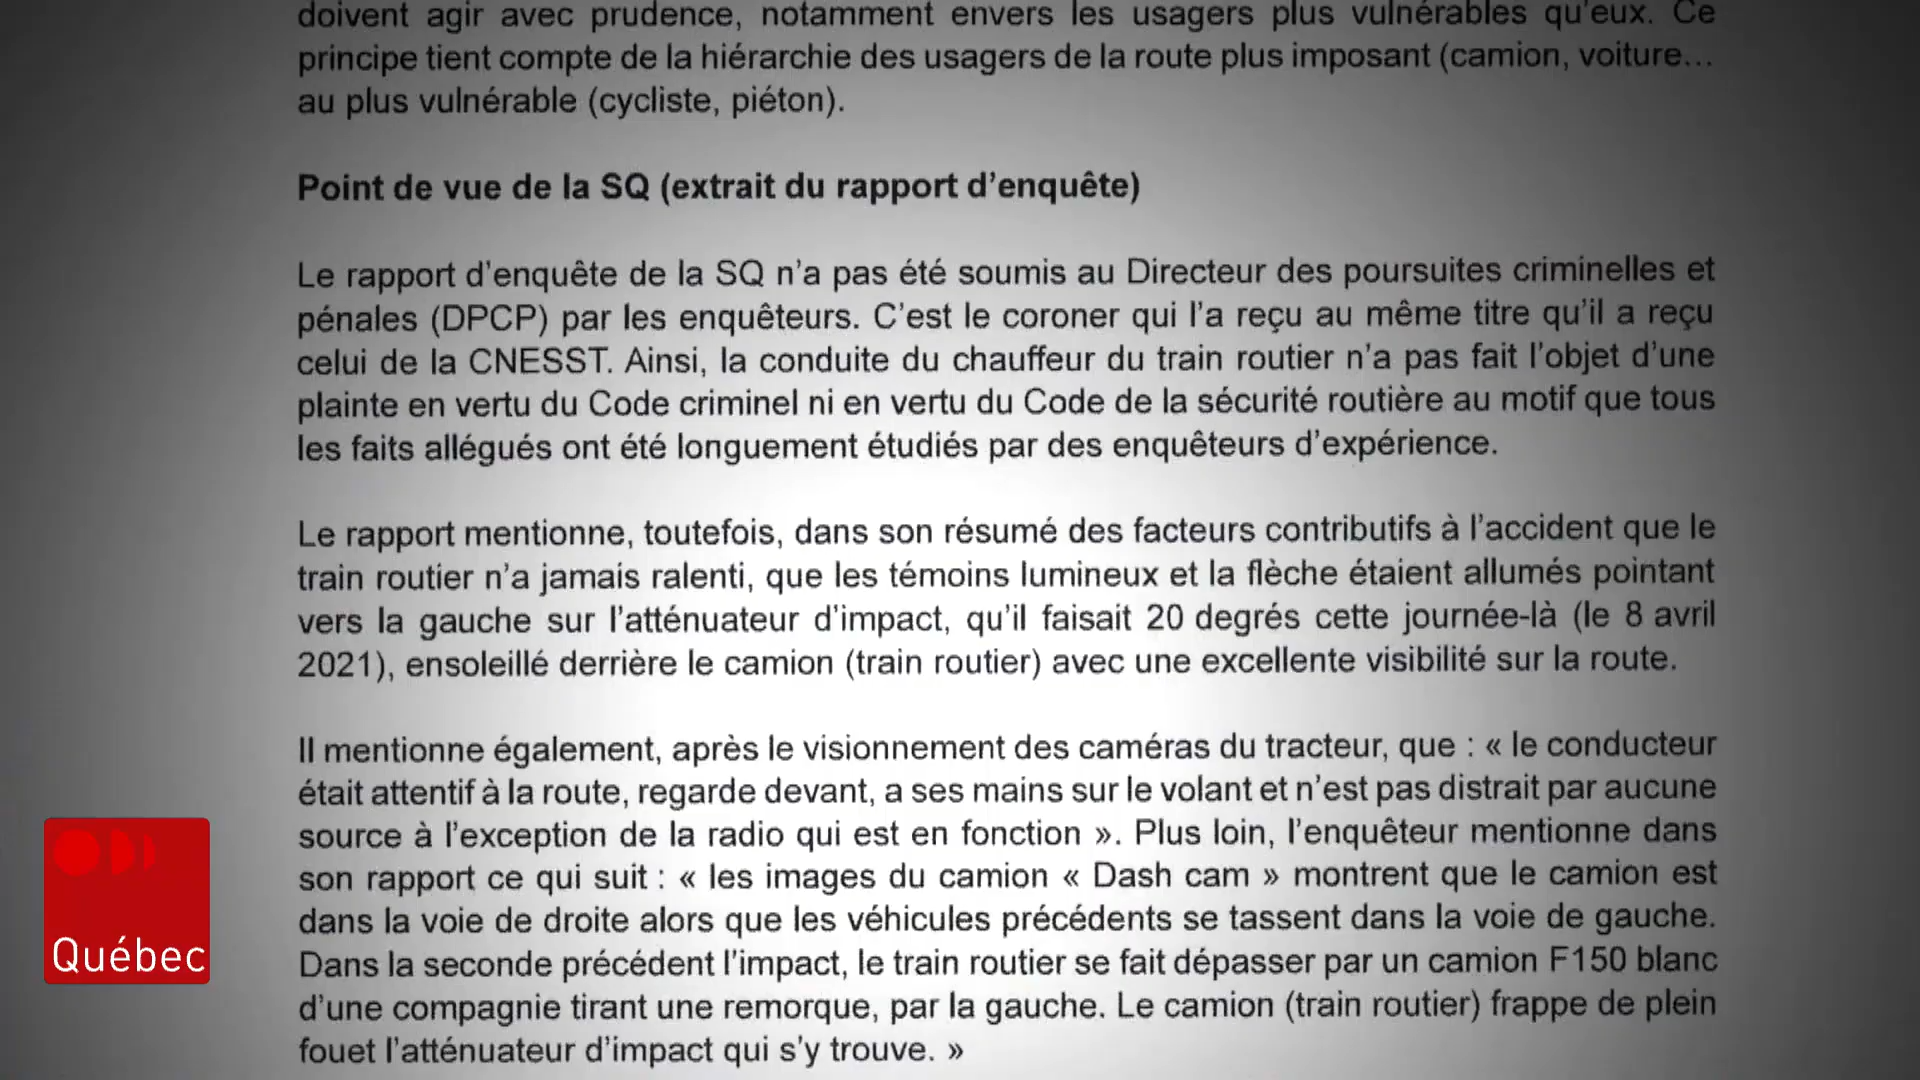 doivent agir avec prudence, notamment envers les usagers plus vulnérables qu'eux. Ce
principe tient compte de la hiérarchie des usagers de la route plus imposant (camion, voiture...
au plus vulnérable (cycliste, piéton).
Point de vue de la SQ (extrait du rapport d'enquête)
Le rapport d'enquête de la SQ n'a pas été soumis au Directeur des poursuites criminelles et
pénales (DPCP) par les enquêteurs. C'est le coroner qui l'a reçu au même titre qu'il a reçu
celui de la CNESST. Ainsi, la conduite du chauffeur du train routier n'a pas fait l'objet d'une
plainte en vertu du Code criminel ni en vertu du Code de la sécurité routière au motif que tous
les faits allégués ont été longuement étudiés par des enquêteurs d'expérience.
Le rapport mentionne, toutefois, dans son résumé des facteurs contributifs à l'accident que le
train routier n'a jamais ralenti, que les témoins lumineux et la flèche étaient allumés pointant
vers la gauche sur l'atténuateur d'impact, qu'il faisait 20 degrés cette journée-là (le 8 avril
2021), ensoleillé derrière le camion (train routier) avec une excellente visibilité sur la route.
Il mentionne également, après le visionnement des caméras du tracteur, que : « le conducteur
était attentif à la route, regarde devant, a ses mains sur le volant et n'est pas distrait par aucune
source à l'exception de la radio qui est en fonction ». Plus loin, l'enquêteur mentionne dans
son rapport ce qui suit : « les images du camion « Dash cam » montrent que le camion est
dans la voie de droite alors que les véhicules précédents se tassent dans la voie de gauche.
Dans la seconde précédent l'impact, le train routier se fait dépasser par un camion F150 blanc
d'une compagnie tirant une remorque, par la gauche. Le camion (train routier) frappe de plein
fouet l'atténuateur d'impact qui s'y trouve. »
Québec